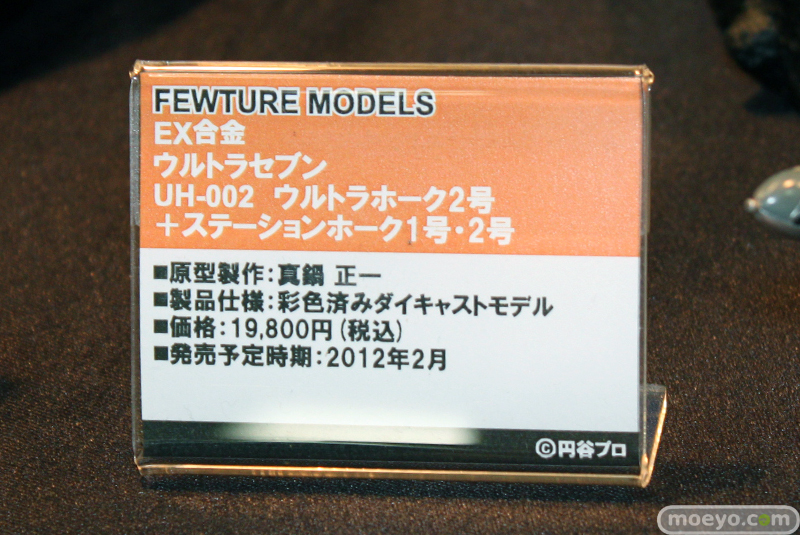 FEWTURE MODELS
EX合金
ウルトラセブン
UH-002 ウルトラホーク2号
＋ステーションホーク1号・2号
■原型製作：真鍋 正一
■製品仕様：彩色済みダイキャストモデル
■価格：19,800円(税込)
■発売予定時期：2012年2月
©円谷プロ
moeyo.com